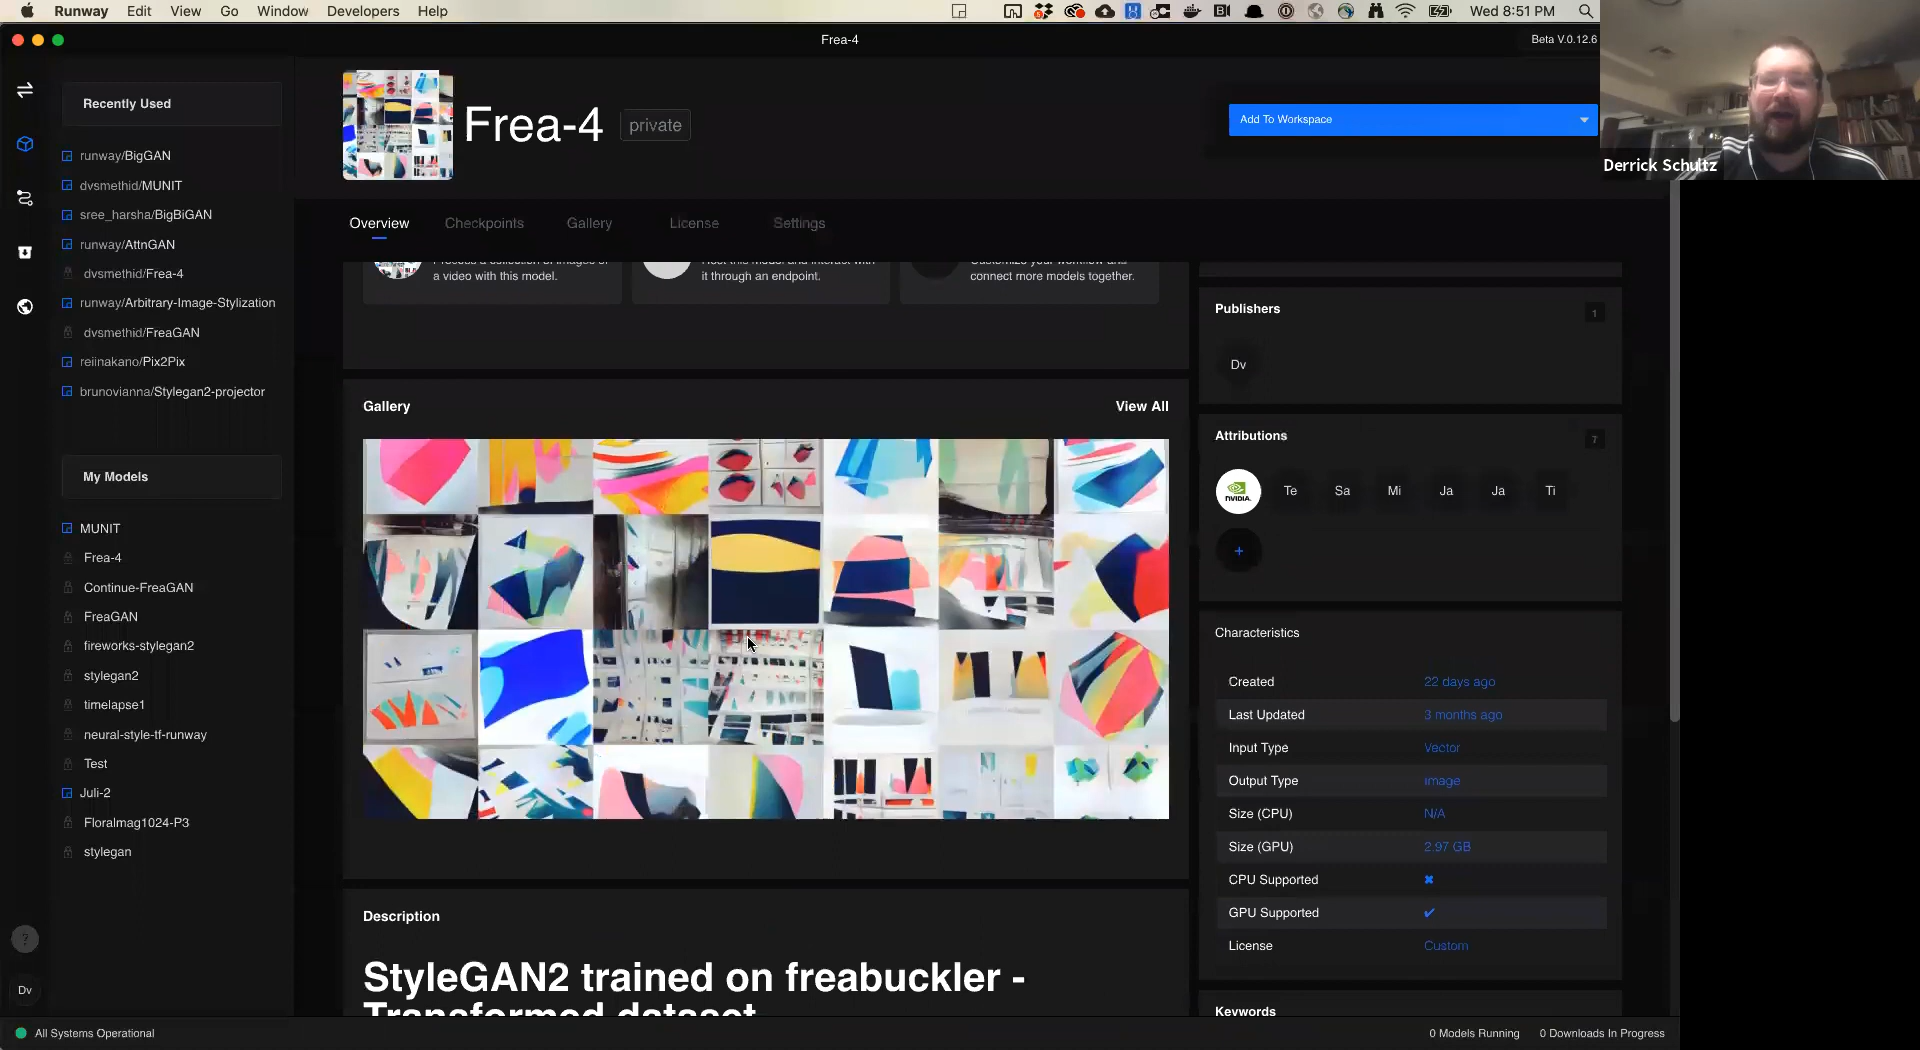 Runway Edit View Go Window Developers Help Wed 8:51 PM
Frea-4 Beta V.0.12.6
Recently Used
runway/BigGAN
dvsmethid/MUNIT
sree_harsha/BigBiGAN
runway/AttnGAN
dvsmethid/Frea-4
runway/Arbitrary-Image-Stylization
dvsmethid/FreaGAN
reiinakano/Pix2Pix
brunovianna/Stylegan2-projector
My Models
MUNIT
Frea-4
Continue-FreaGAN
FreaGAN
fireworks-stylegan2
stylegan2
timelapse1
neural-style-tf-runway
Test
Juli-2
Floralmag1024-P3
stylegan
?
Dv
Frea-4 private
Add To Workspace
Derrick Schultz
Overview Checkpoints Gallery License Settings
a video with this model.
it through an endpoint.
connect more models together.
Gallery View All
Description
StyleGAN2 trained on freabuckler -
Transformed dataset
Publishers 1
Dv
Attributions 7
NVIDIA. Te Sa Mi Ja Ja Ti
+
Characteristics
Created 22 days ago
Last Updated 3 months ago
Input Type Vector
Output Type image
Size (CPU) N/A
Size (GPU) 2.97 GB
CPU Supported ✖
GPU Supported ✔
License Custom
Keywords
All Systems Operational 0 Models Running 0 Downloads In Progress